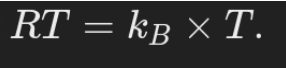 RT = k_B × T.